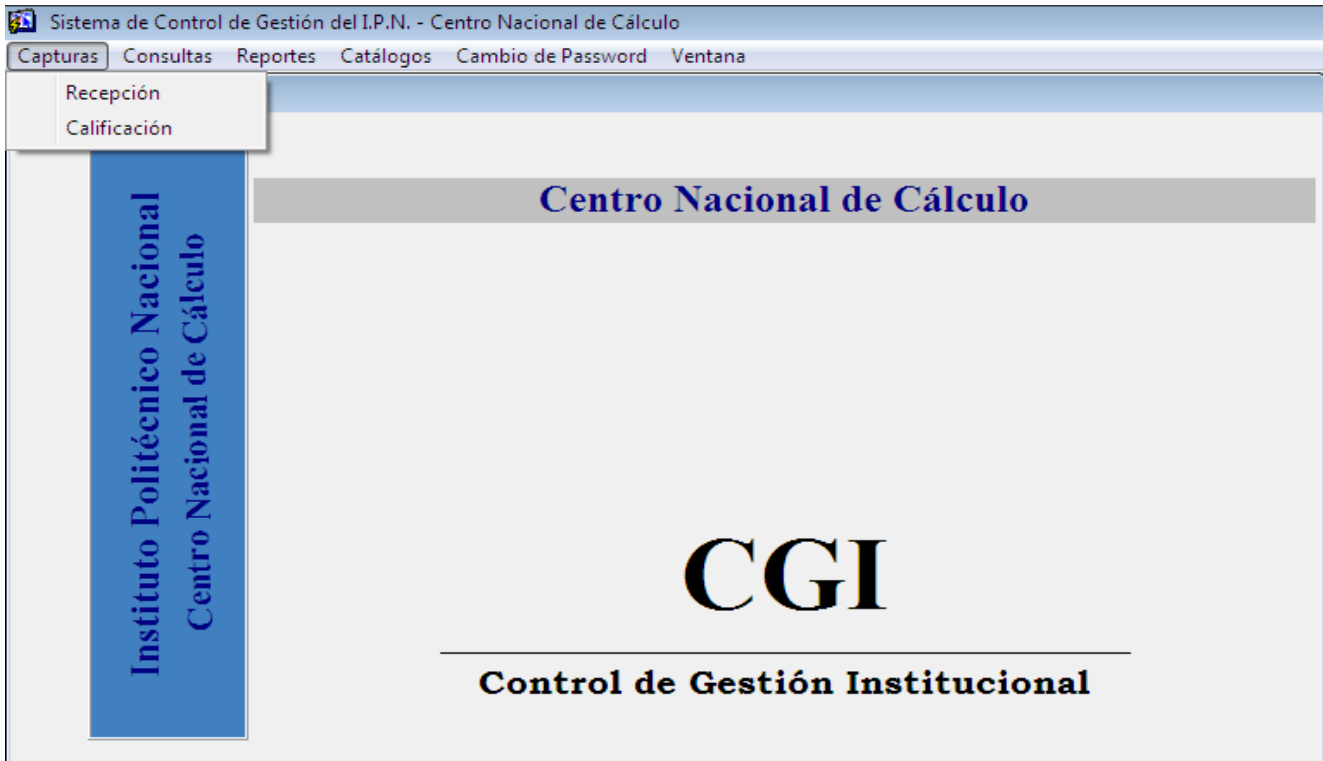 Sistema de Control de Gestión del I.P.N. - Centro Nacional de Cálculo
Capturas Consultas Reportes Catálogos Cambio de Password Ventana
Recepción
Calificación
Centro Nacional de Cálculo
Instituto Politécnico Nacional
Centro Nacional de Cálculo
CGI
Control de Gestión Institucional